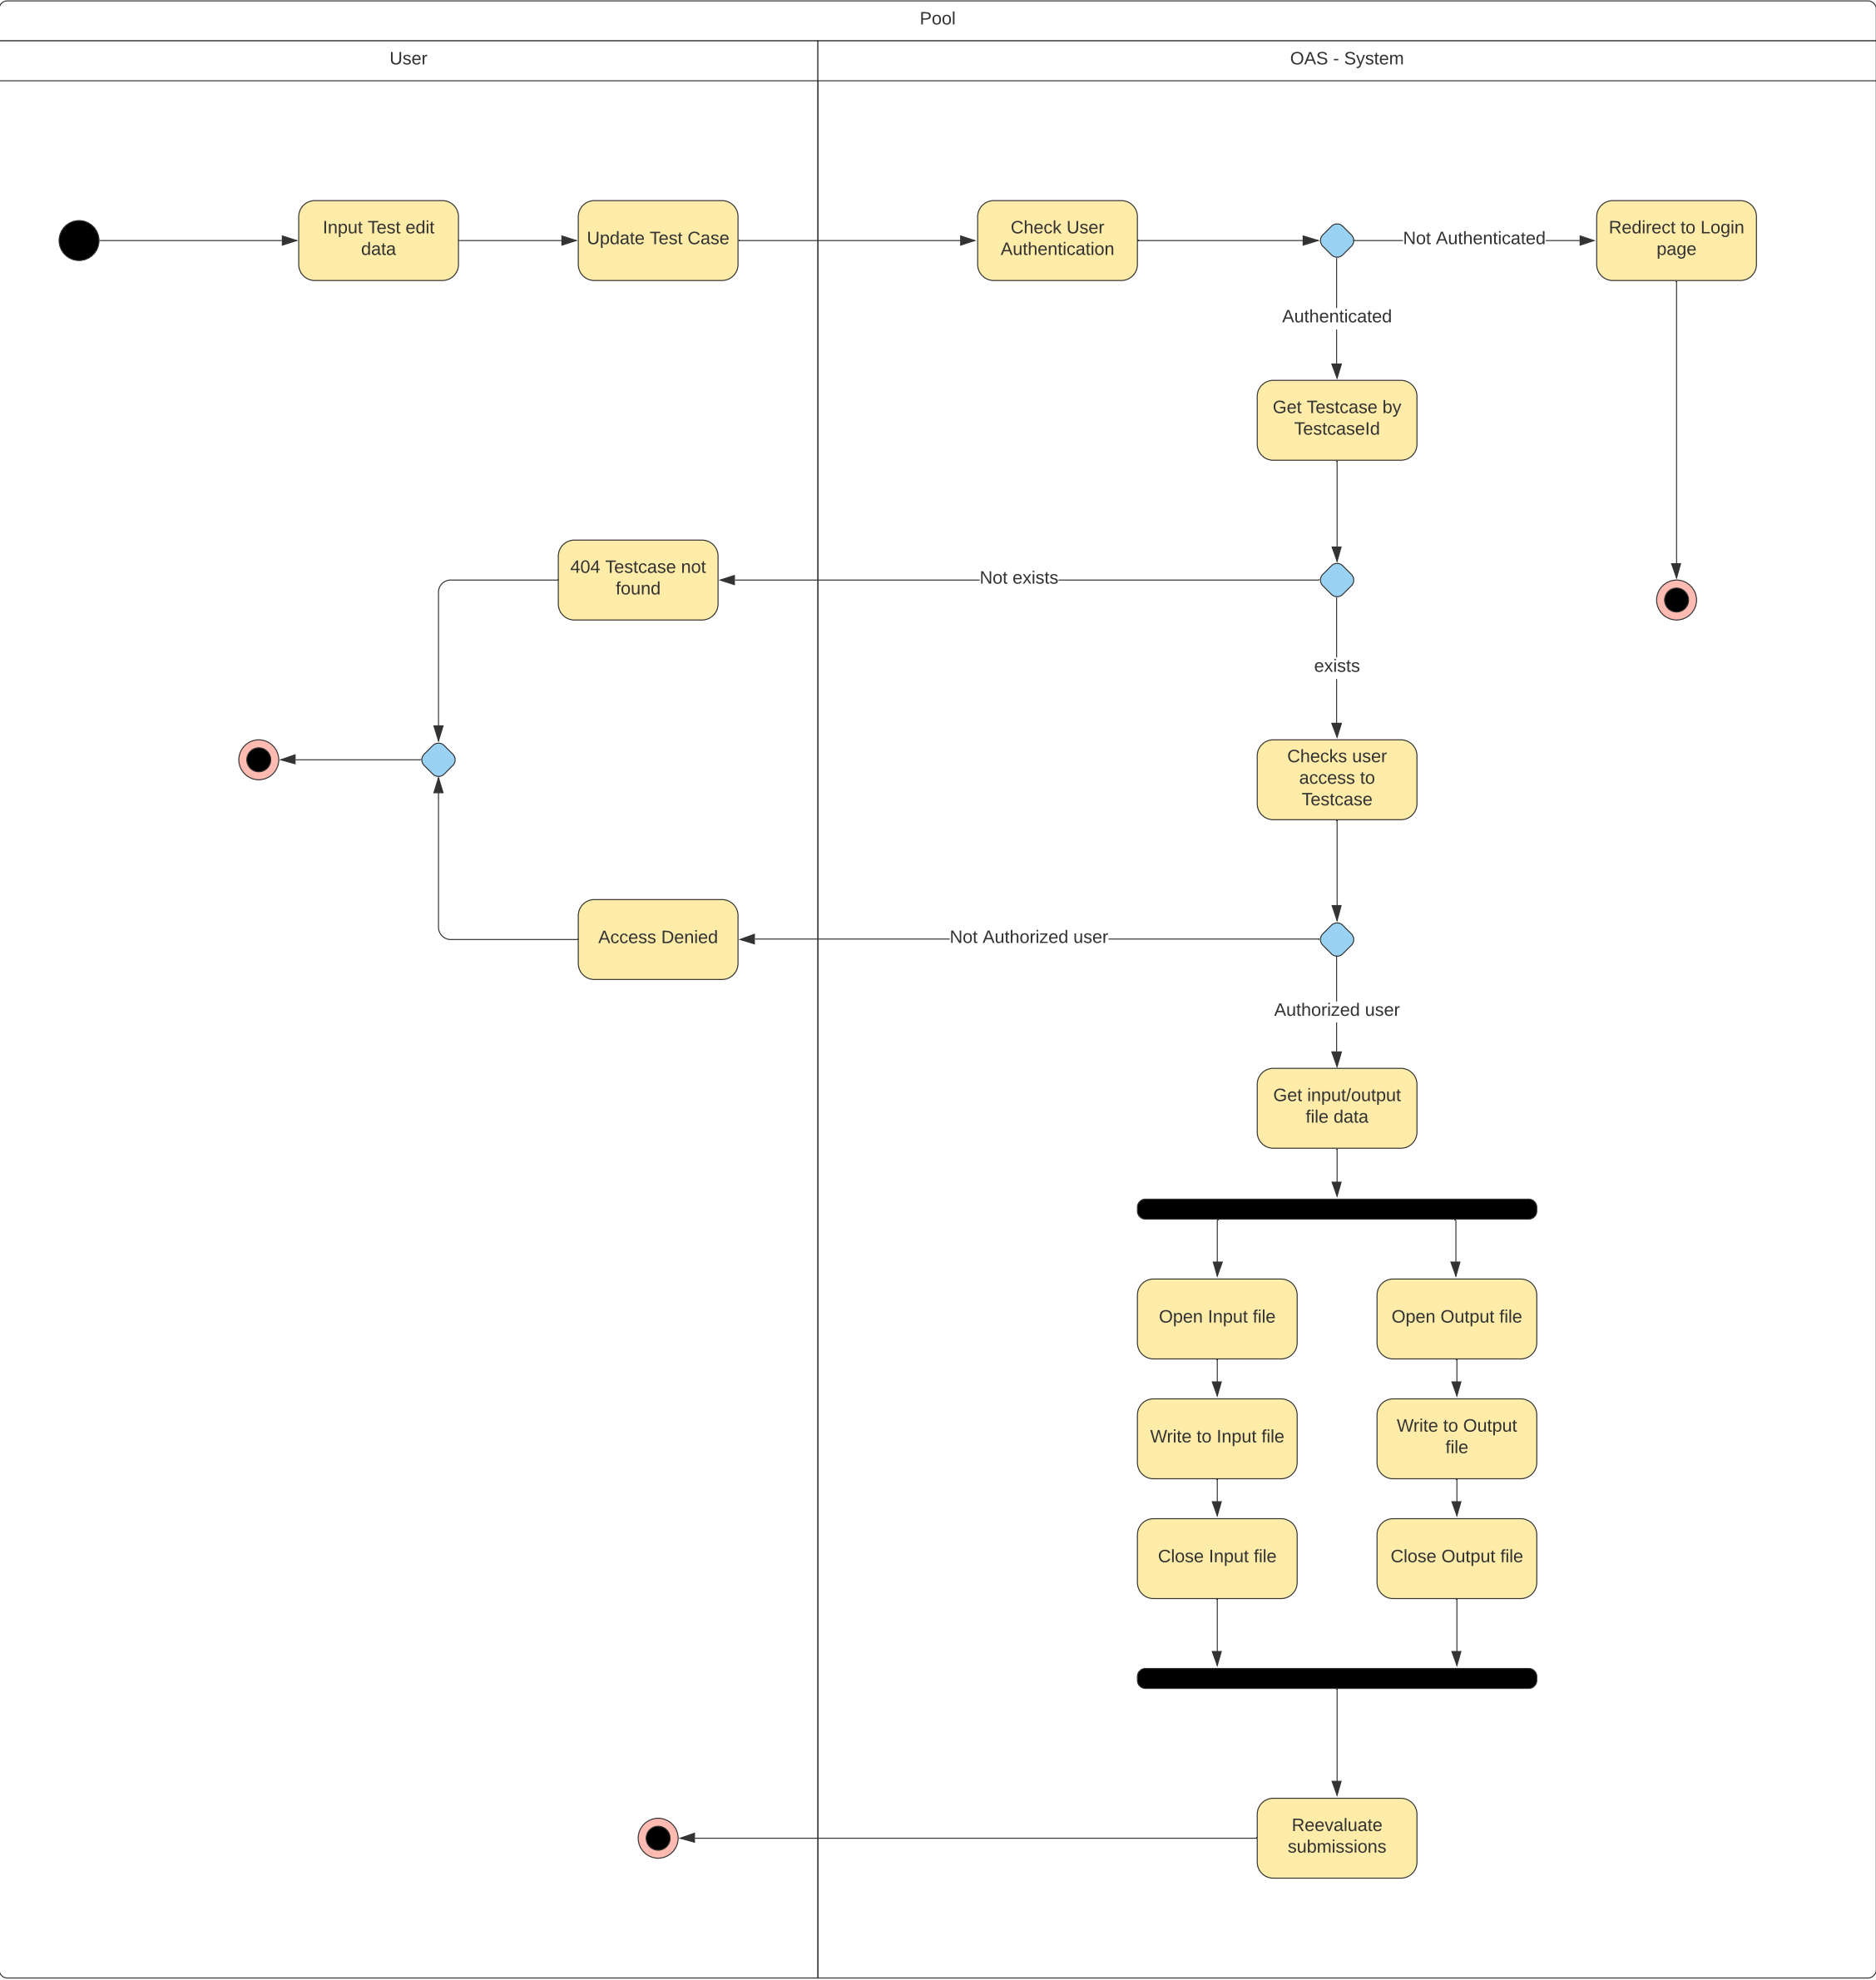 Pool
User
OAS - System
Input Test edit
data
Update Test Case
Check User
Authentication
Not Authenticated
Redirect to Login
page
Authenticated
Get Testcase by
TestcaseId
404 Testcase not
found
Not exists
exists
Checks user
access to
Testcase
Access Denied
Not Authorized user
Authorized user
Get input/output
file data
Open Input file
Open Output file
Write to Input file
Write to Output
file
Close Input file
Close Output file
Reevaluate
submissions